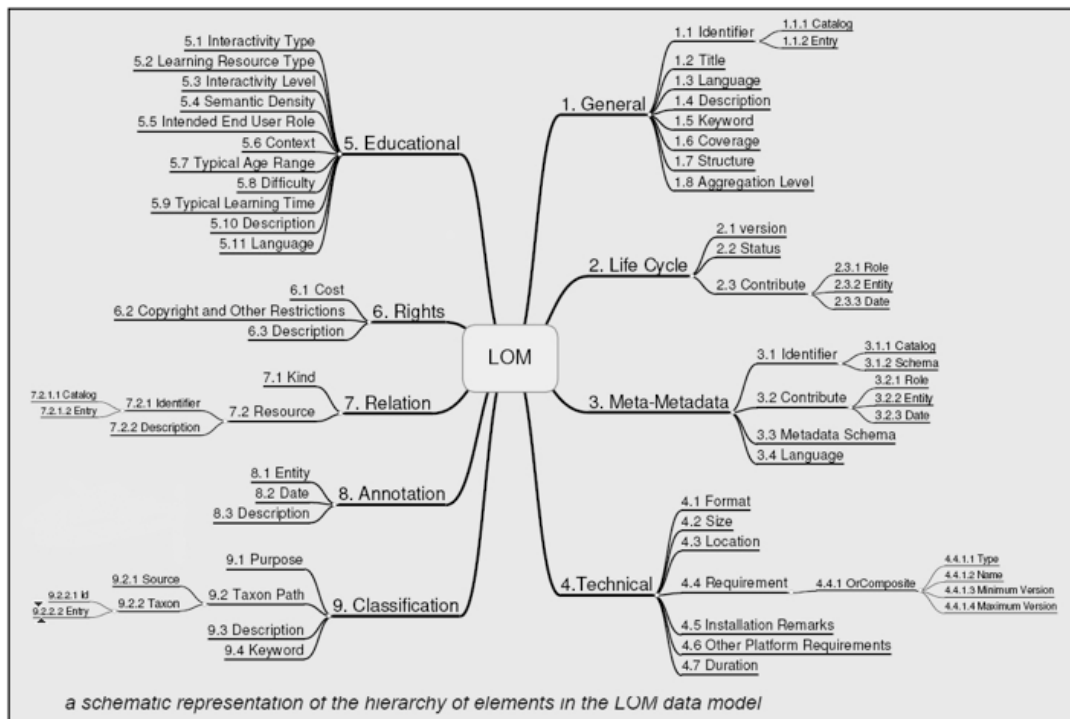 1. General
1.1 Identifier
1.1.1 Catalog
1.1.2 Entry
1.2 Title
1.3 Language
1.4 Description
1.5 Keyword
1.6 Coverage
1.7 Structure
1.8 Aggregation Level
2. Life Cycle
2.1 version
2.2 Status
2.3 Contribute
2.3.1 Role
2.3.2 Entity
2.3.3 Date
3. Meta-Metadata
3.1 Identifier
3.1.1 Catalog
3.1.2 Schema
3.2 Contribute
3.2.1 Role
3.2.2 Entity
3.2.3 Date
3.3 Metadata Schema
3.4 Language
4.Technical
4.1 Format
4.2 Size
4.3 Location
4.4 Requirement
4.4.1 OrComposite
4.4.1.1 Type
4.4.1.2 Name
4.4.1.3 Minimum Version
4.4.1.4 Maximum Version
4.5 Installation Remarks
4.6 Other Platform Requirements
4.7 Duration
5. Educational
5.1 Interactivity Type
5.2 Learning Resource Type
5.3 Interactivity Level
5.4 Semantic Density
5.5 Intended End User Role
5.6 Context
5.7 Typical Age Range
5.8 Difficulty
5.9 Typical Learning Time
5.10 Description
5.11 Language
6. Rights
6.1 Cost
6.2 Copyright and Other Restrictions
6.3 Description
LOM
7. Relation
7.1 Kind
7.2 Resource
7.2.1 Identifier
7.2.1.1 Catalog
7.2.1.2 Entry
7.2.2 Description
8. Annotation
8.1 Entity
8.2 Date
8.3 Description
9. Classification
9.1 Purpose
9.2 Taxon Path
9.2.1 Source
9.2.2 Taxon
9.2.2.1 Id
9.2.2.2 Entry
9.3 Description
9.4 Keyword
a schematic representation of the hierarchy of elements in the LOM data model